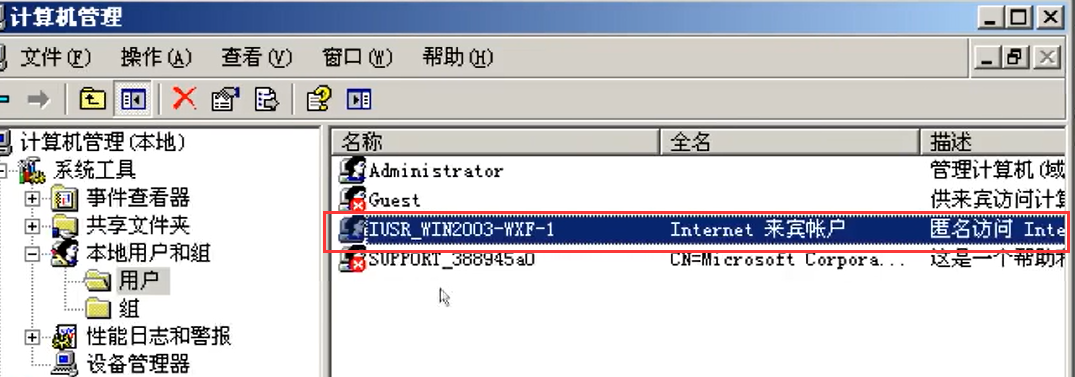 计算机管理
文件(F) 操作(A) 查看(V) 窗口(W) 帮助(H)
计算机管理(本地)
系统工具
事件查看器
共享文件夹
本地用户和组
用户
组
性能日志和警报
设备管理器
名称 全名 描述
Administrator 管理计算机(域
Guest 供来宾访问计算
IUSR_WIN2003-WXF-1 Internet 来宾帐户 匿名访问 Inte
SUPPORT_388945a0 CN=Microsoft Corpora... 这是一个帮助和